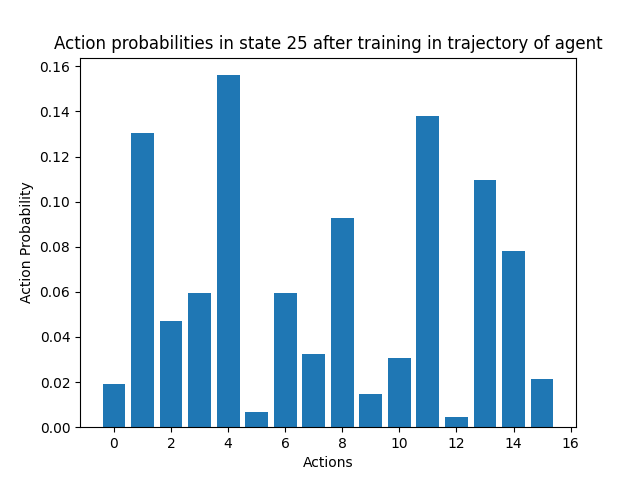 Action probabilities in state 25 after training in trajectory of agent
0.16
0.14
0.12
0.10
0.08
0.06
0.04
0.02
0.00
Action Probability
0 2 4 6 8 10 12 14 16
Actions